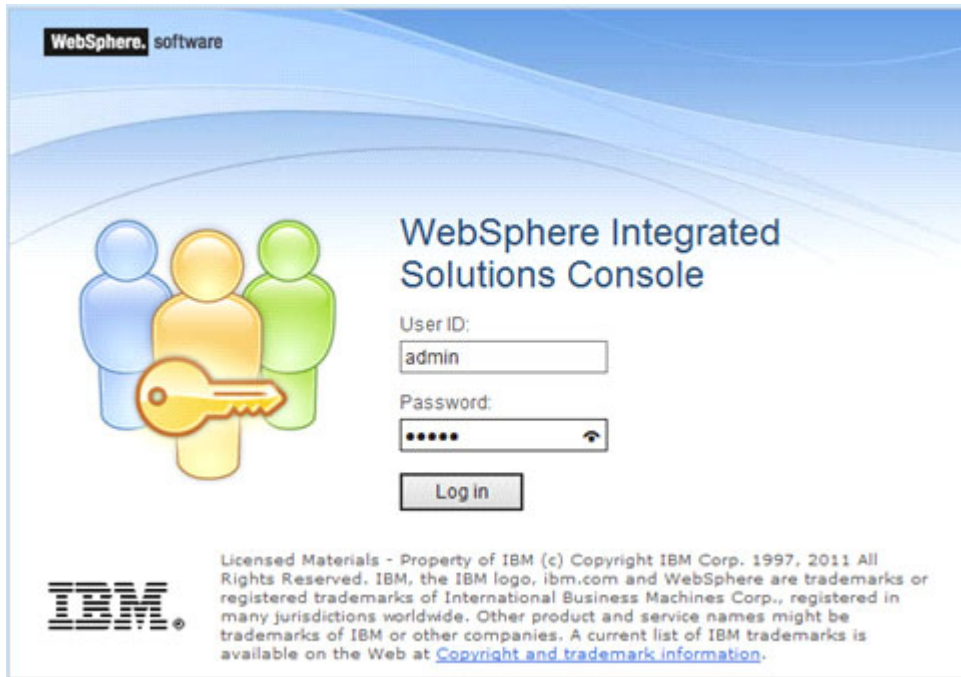 WebSphere. software
WebSphere Integrated
Solutions Console
User ID:
admin
Password:
•••••
Log in
Licensed Materials - Property of IBM (c) Copyright IBM Corp. 1997, 2011 All
Rights Reserved. IBM, the IBM logo, ibm.com and WebSphere are trademarks or
registered trademarks of International Business Machines Corp., registered in
many jurisdictions worldwide. Other product and service names might be
trademarks of IBM or other companies. A current list of IBM trademarks is
available on the Web at Copyright and trademark information.
IBM.